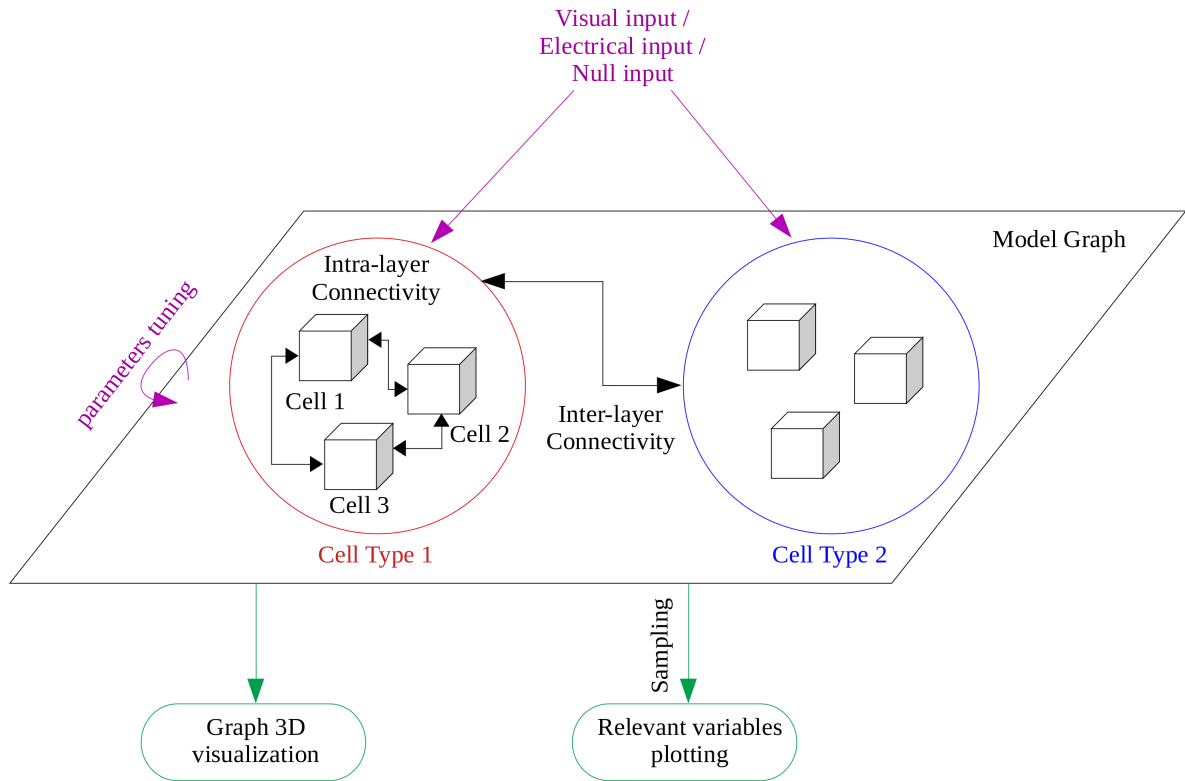 Visual input /
Electrical input /
Null input
Model Graph
parameters tuning
Intra-layer
Connectivity
Cell 1
Cell 2
Cell 3
Inter-layer
Connectivity
Cell Type 1
Cell Type 2
Sampling
Graph 3D
visualization
Relevant variables
plotting